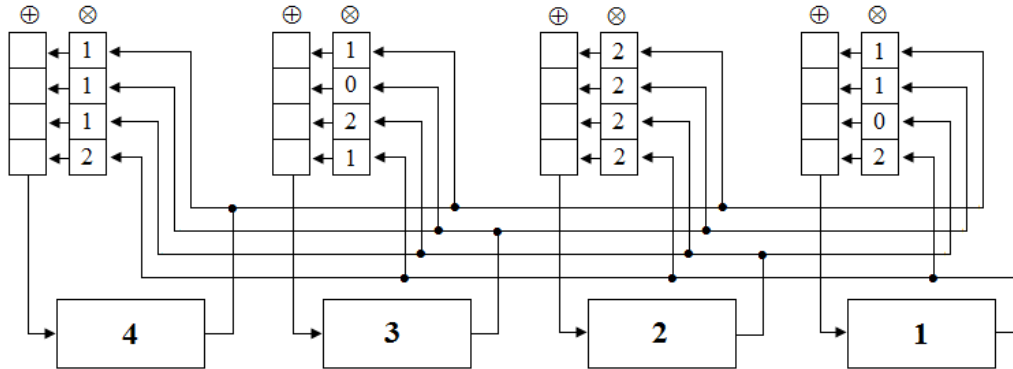 ⊕ ⊗ ⊕ ⊗ ⊕ ⊗ ⊕ ⊗
1 1 2 1
1 0 2 1
1 2 2 0
2 1 2 2
4 3 2 1